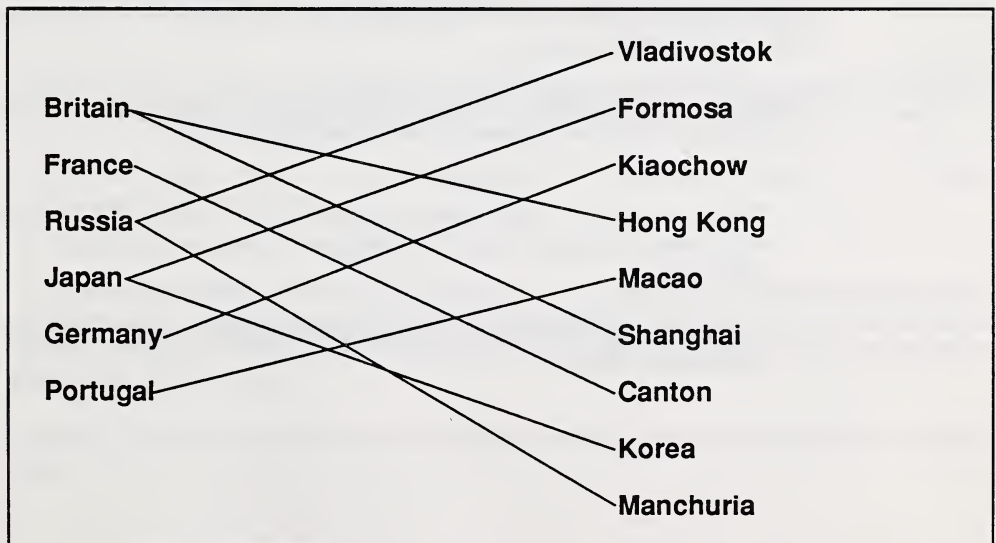 Britain
France
Russia
Japan
Germany
Portugal
Vladivostok
Formosa
Kiaochow
Hong Kong
Macao
Shanghai
Canton
Korea
Manchuria